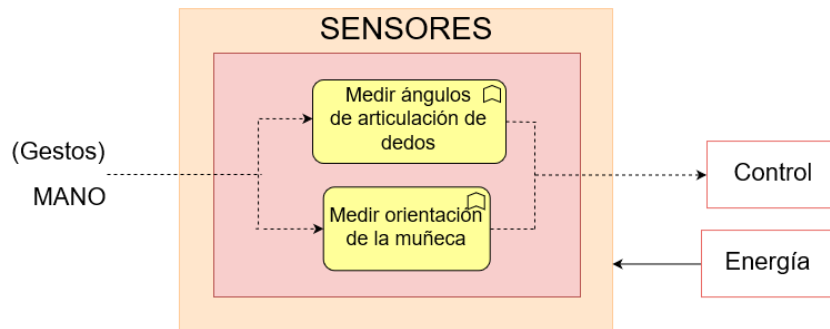 SENSORES
Medir ángulos
de articulación de
dedos
(Gestos)
MANO
Medir orientación
de la muñeca
Control
Energía